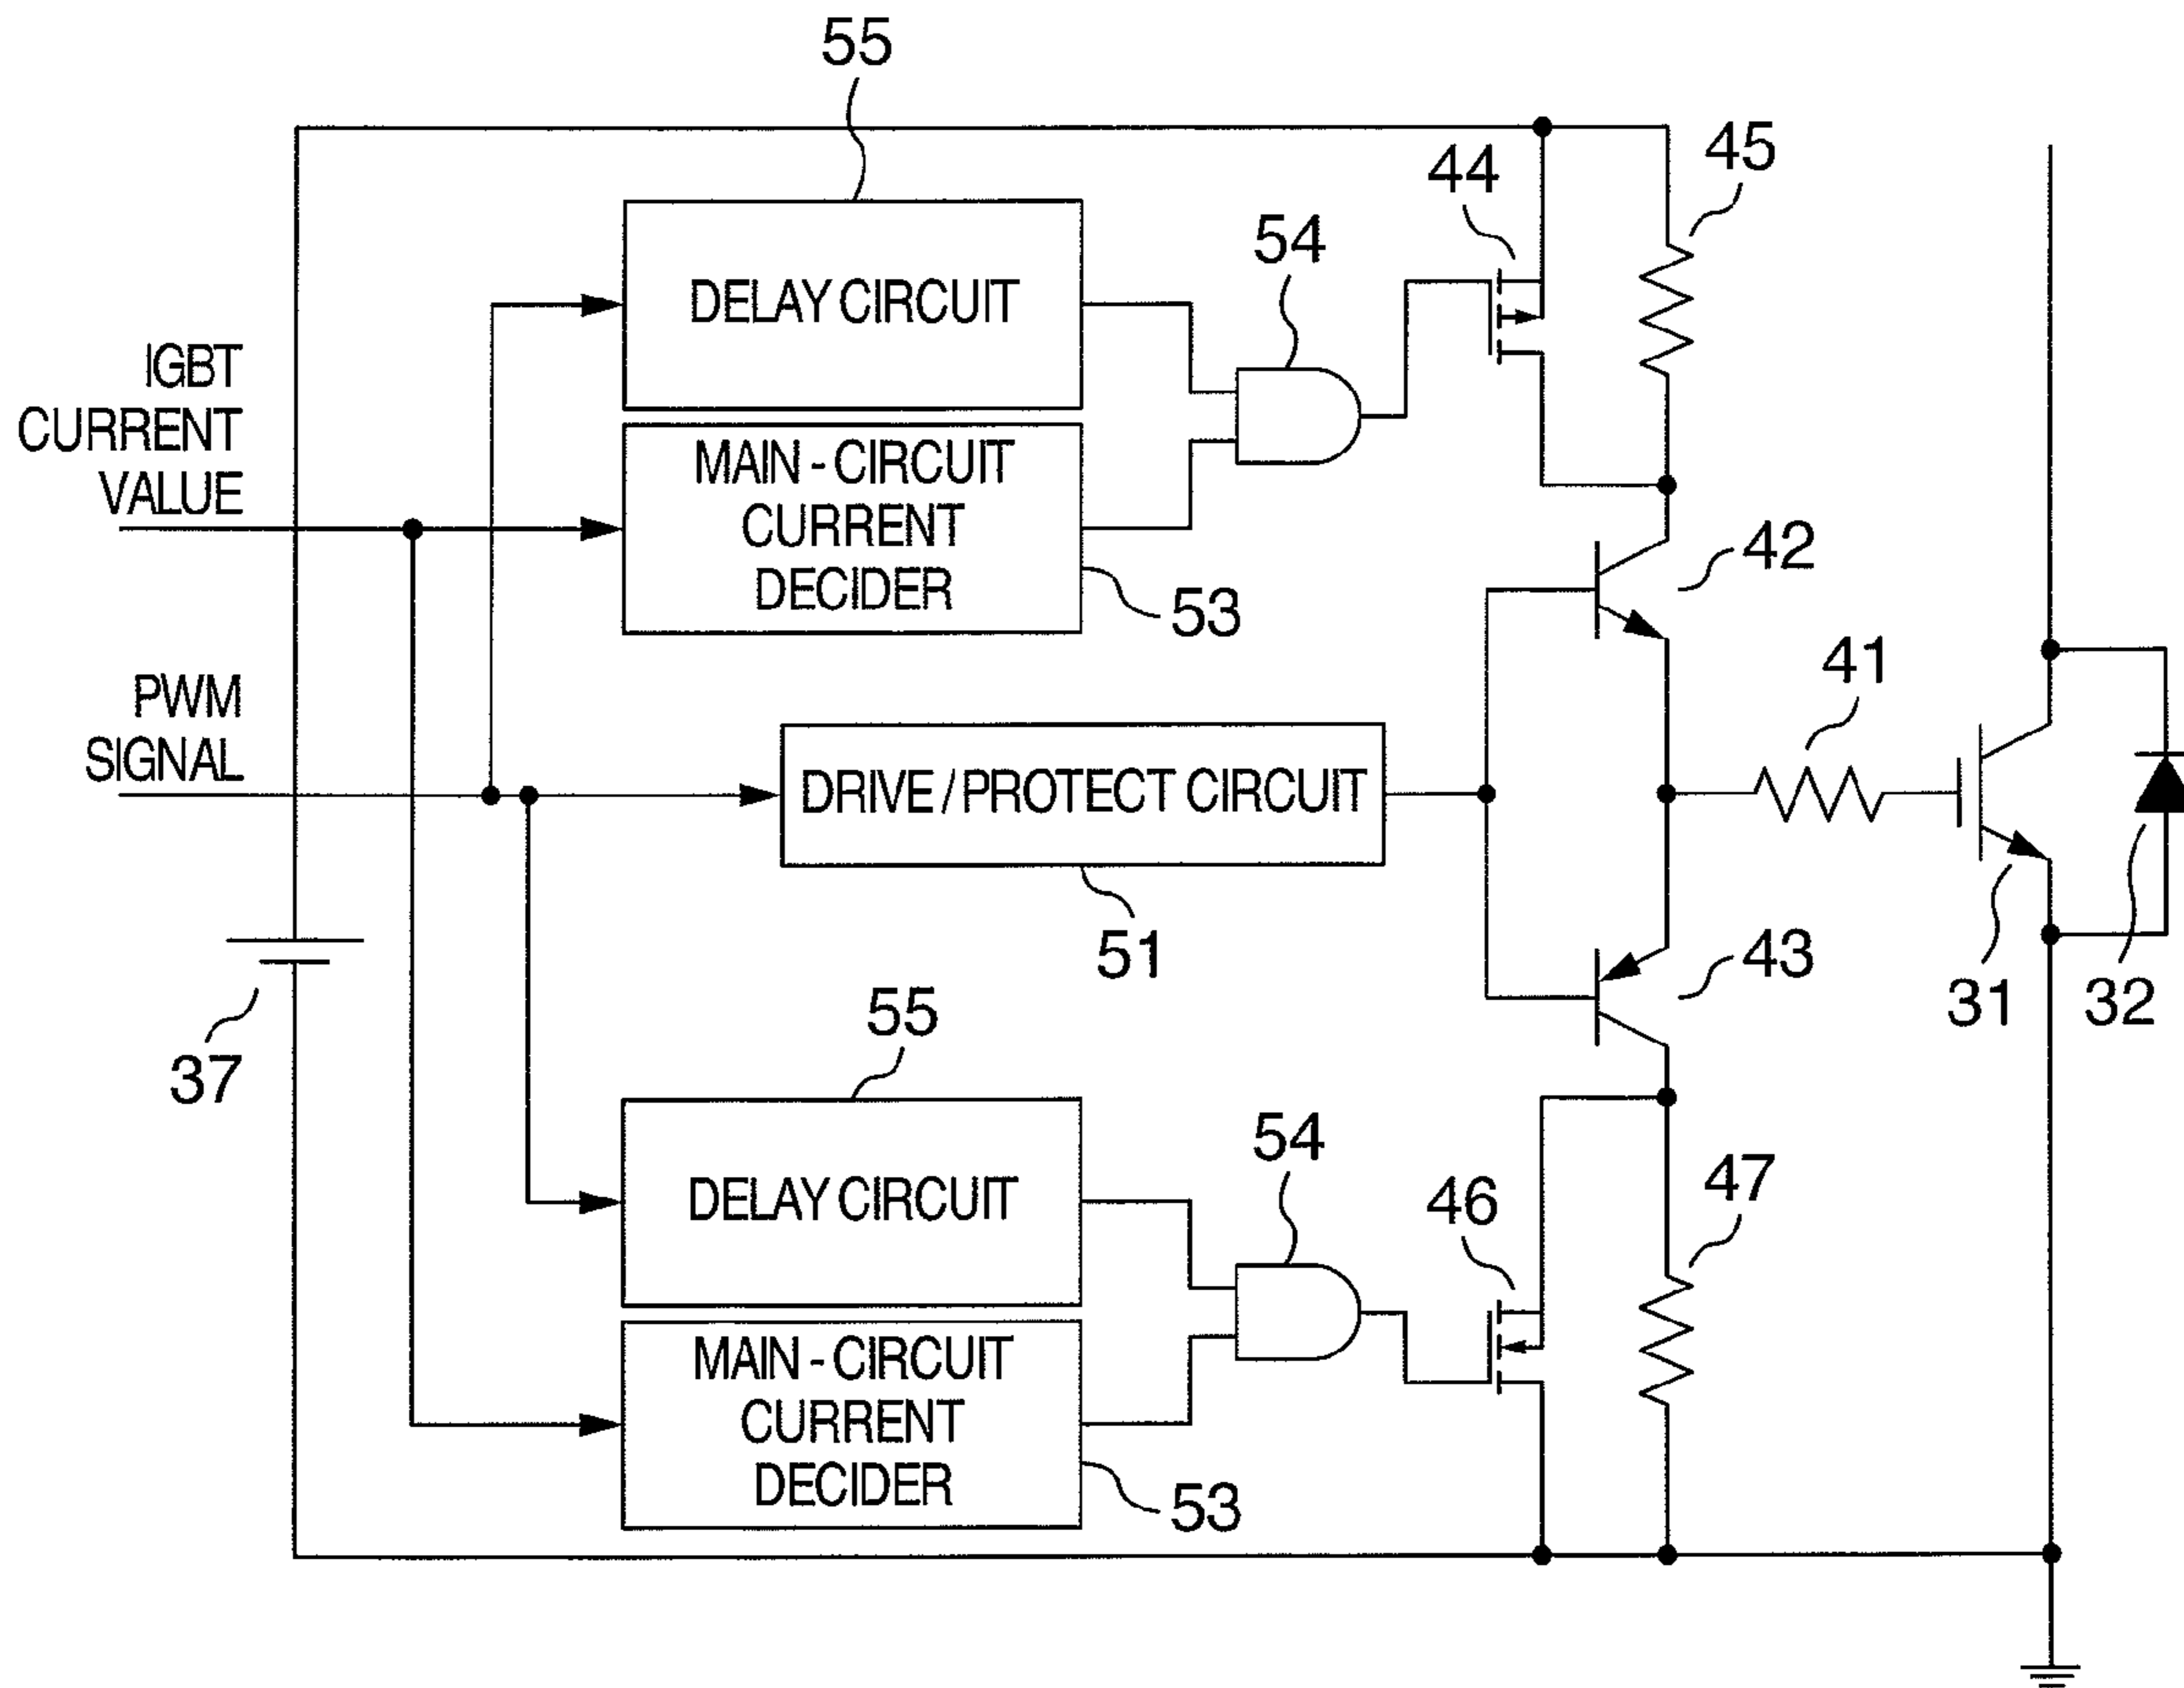 55
45
44
54
DELAY CIRCUIT
IGBT
CURRENT
VALUE
MAIN-CIRCUIT
CURRENT
DECIDER
53
42
41
PWM
SIGNAL
DRIVE/PROTECT CIRCUIT
51
43
31
32
37
55
54
DELAY CIRCUIT
46
47
MAIN-CIRCUIT
CURRENT
DECIDER
53